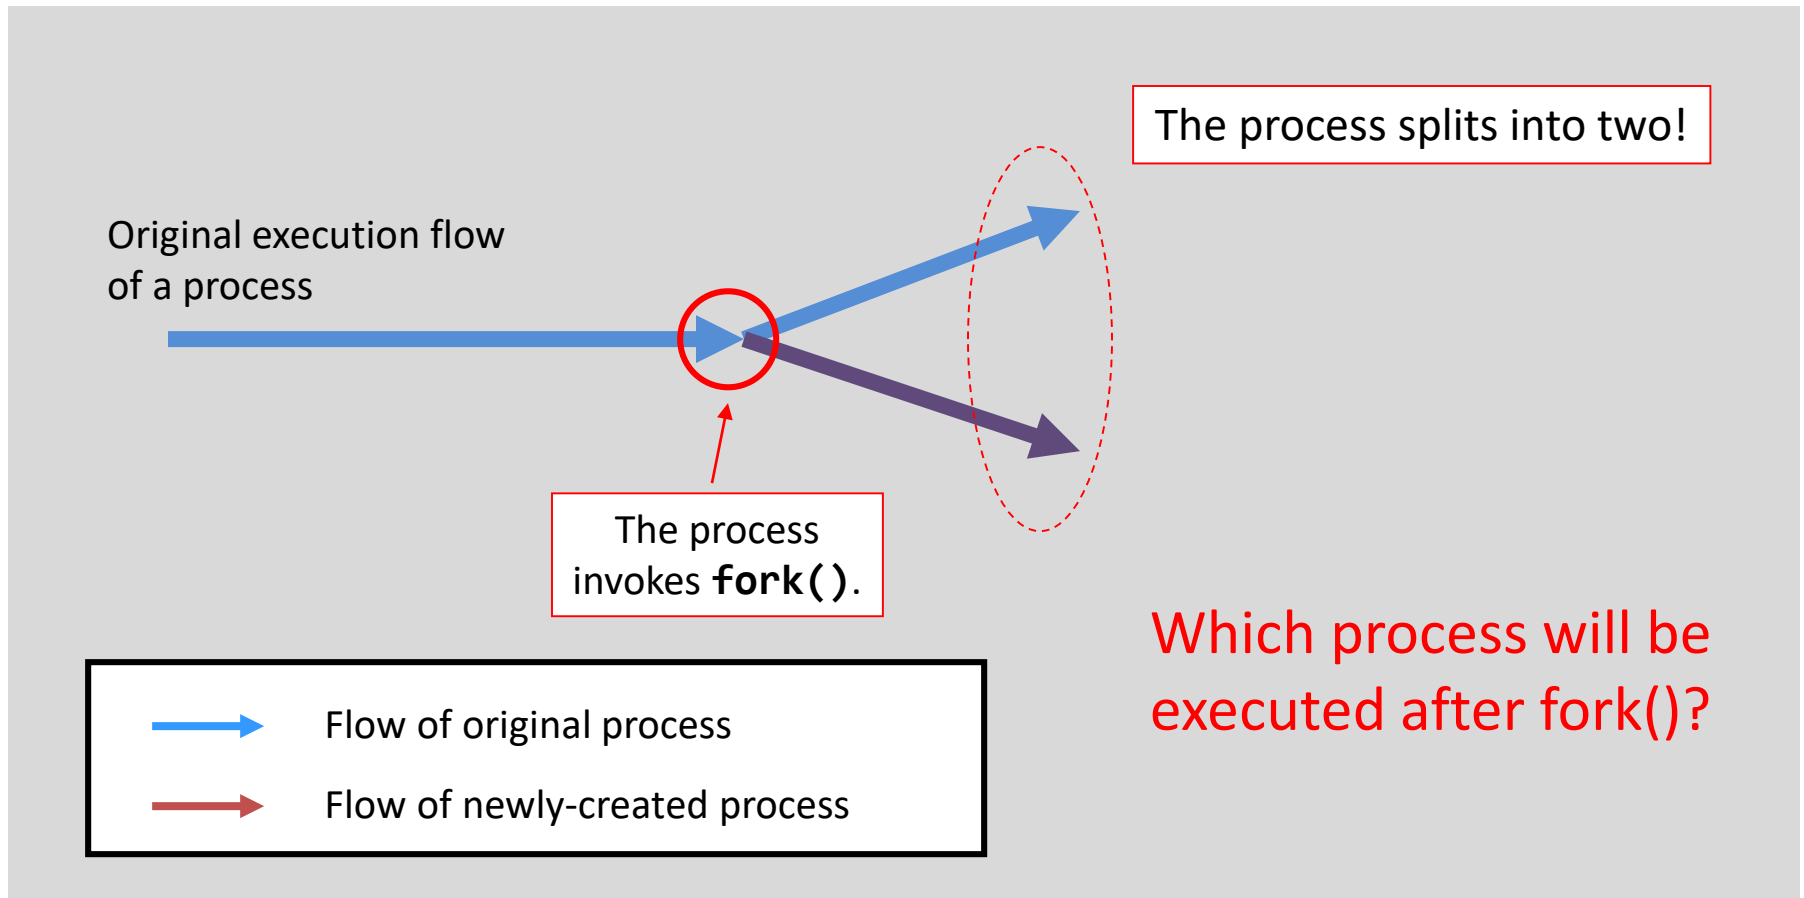 The process splits into two!
Original execution flow
of a process
The process
invokes fork().
Which process will be
executed after fork()?
Flow of original process
Flow of newly-created process